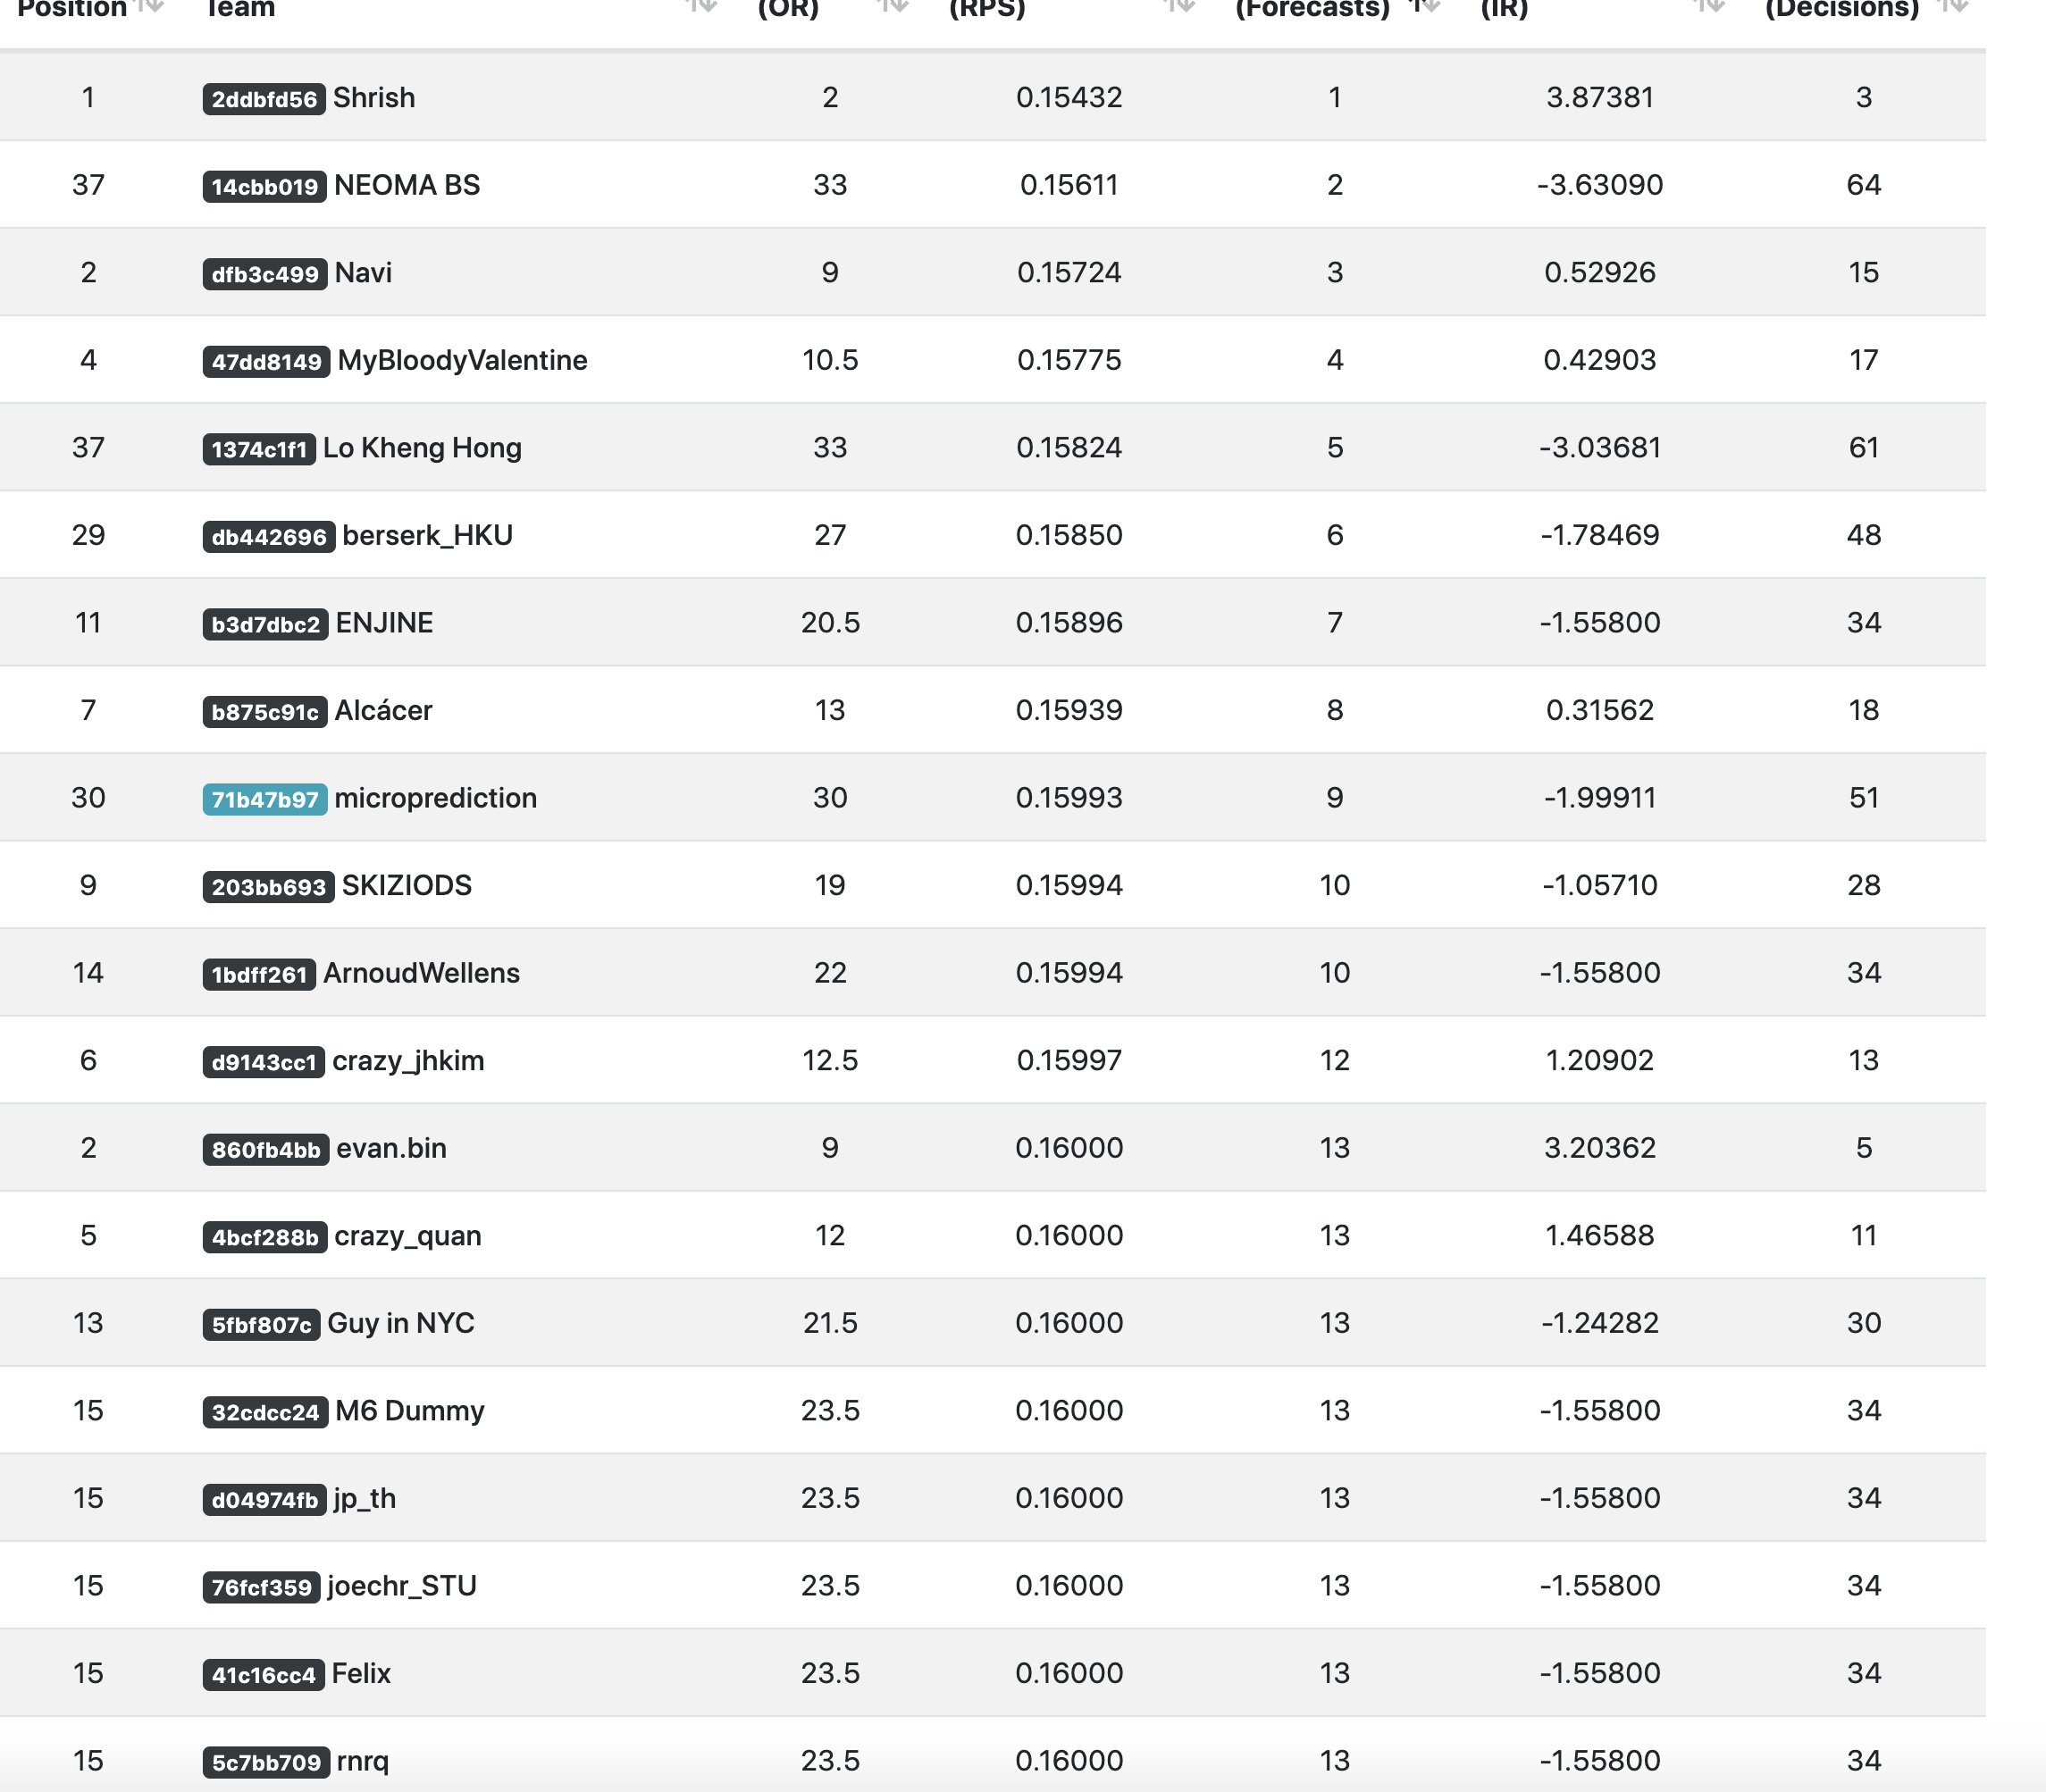 Position Team (OR) (RPS) (Forecasts) (IR) (Decisions)
1 2ddbfd56 Shrish 2 0.15432 1 3.87381 3
37 14cbb019 NEOMA BS 33 0.15611 2 -3.63090 64
2 dfb3c499 Navi 9 0.15724 3 0.52926 15
4 47dd8149 MyBloodyValentine 10.5 0.15775 4 0.42903 17
37 1374c1f1 Lo Kheng Hong 33 0.15824 5 -3.03681 61
29 db442696 berserk_HKU 27 0.15850 6 -1.78469 48
11 b3d7dbc2 ENJINE 20.5 0.15896 7 -1.55800 34
7 b875c91c Alcácer 13 0.15939 8 0.31562 18
30 71b47b97 microprediction 30 0.15993 9 -1.99911 51
9 203bb693 SKIZIODS 19 0.15994 10 -1.05710 28
14 1bdff261 ArnoudWellens 22 0.15994 10 -1.55800 34
6 d9143cc1 crazy_jhkim 12.5 0.15997 12 1.20902 13
2 860fb4bb evan.bin 9 0.16000 13 3.20362 5
5 4bcf288b crazy_quan 12 0.16000 13 1.46588 11
13 5fbf807c Guy in NYC 21.5 0.16000 13 -1.24282 30
15 32cdcc24 M6 Dummy 23.5 0.16000 13 -1.55800 34
15 d04974fb jp_th 23.5 0.16000 13 -1.55800 34
15 76fcf359 joechr_STU 23.5 0.16000 13 -1.55800 34
15 41c16cc4 Felix 23.5 0.16000 13 -1.55800 34
15 5c7bb709 rnrq 23.5 0.16000 13 -1.55800 34